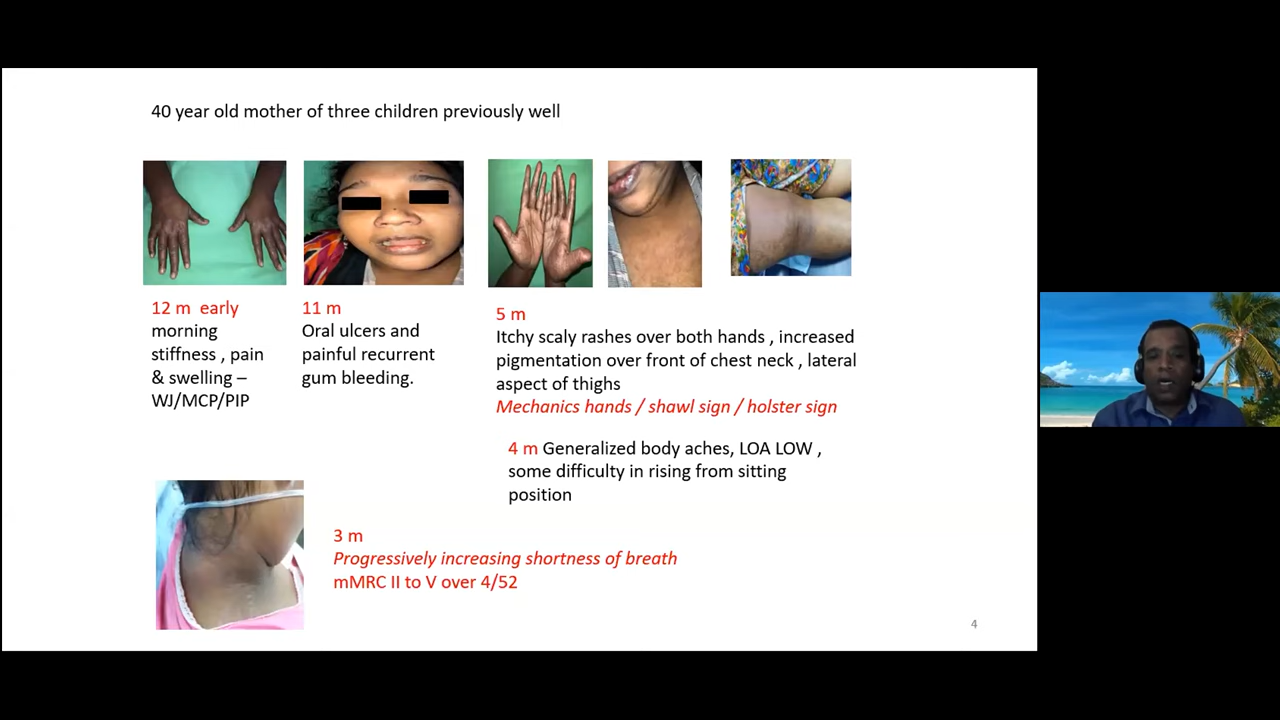 40 year old mother of three children previously well
12 m  early
morning
stiffness , pain
& swelling –
WJ/MCP/PIP
11 m
Oral ulcers and
painful recurrent
gum bleeding.
5 m
Itchy scaly rashes over both hands , increased
pigmentation over front of chest neck , lateral
aspect of thighs
Mechanics hands / shawl sign / holster sign
4 m Generalized body aches, LOA LOW ,
some difficulty in rising from sitting
position
3 m
Progressively increasing shortness of breath
mMRC II to V over 4/52
4